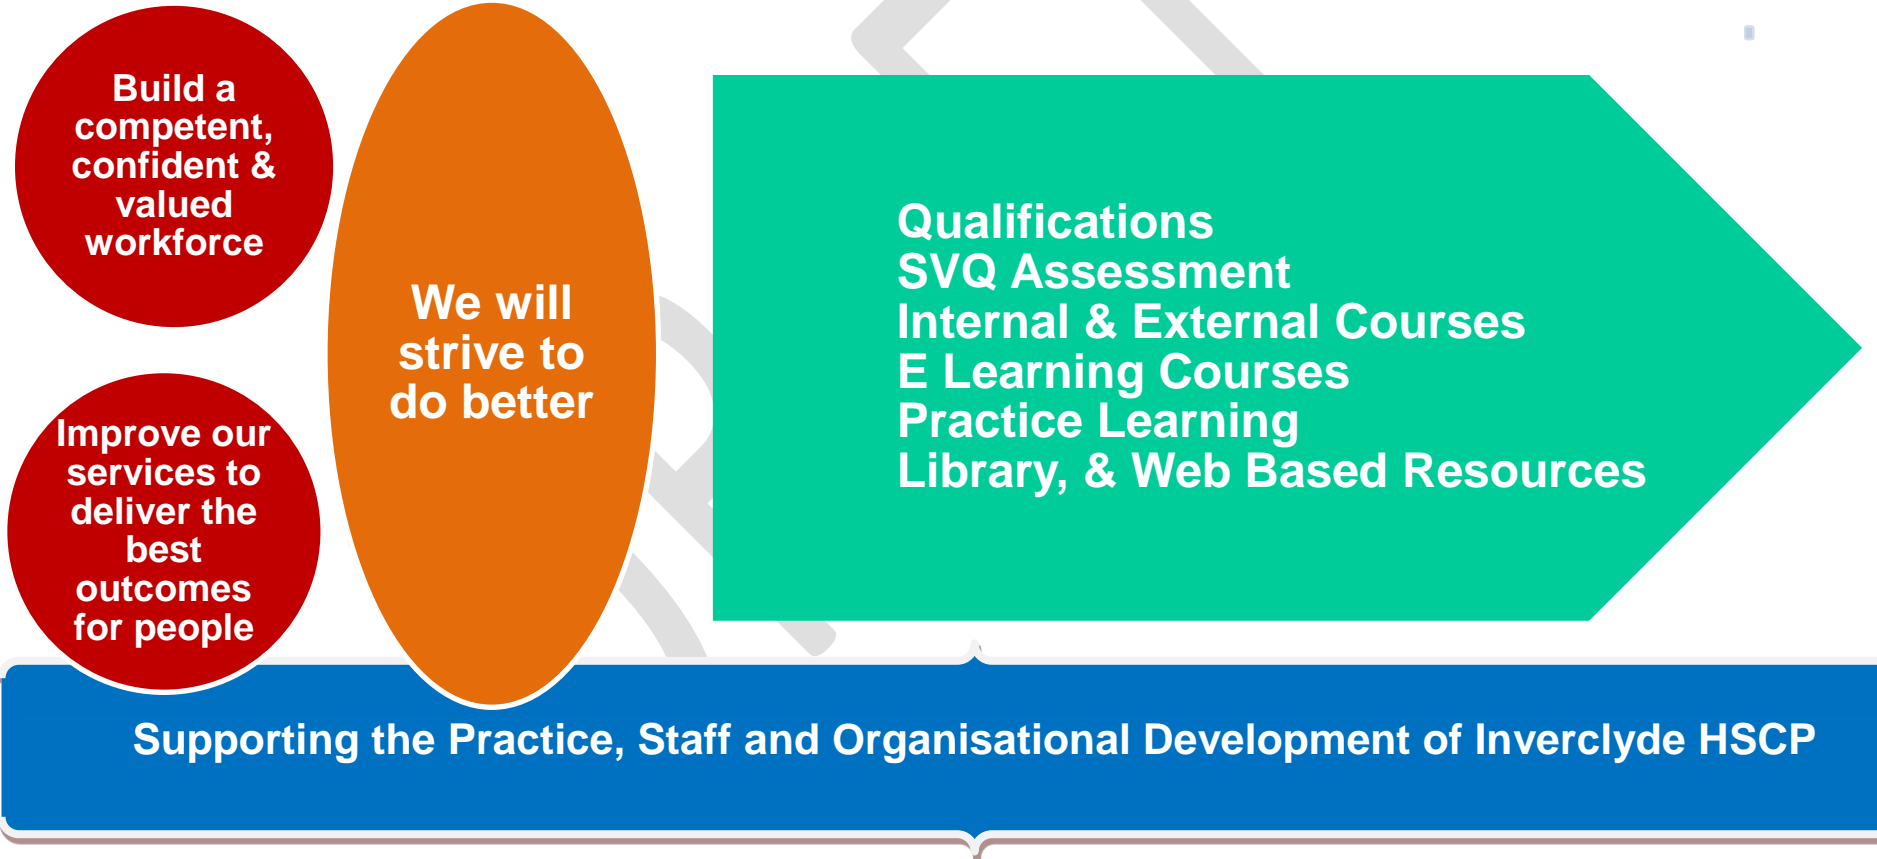 Build a
competent,
confident &
valued
workforce
Improve our
services to
deliver the
best
outcomes
for people
We will
strive to
do better
Qualifications
SVQ Assessment
Internal & External Courses
E Learning Courses
Practice Learning
Library, & Web Based Resources
Supporting the Practice, Staff and Organisational Development of Inverclyde HSCP